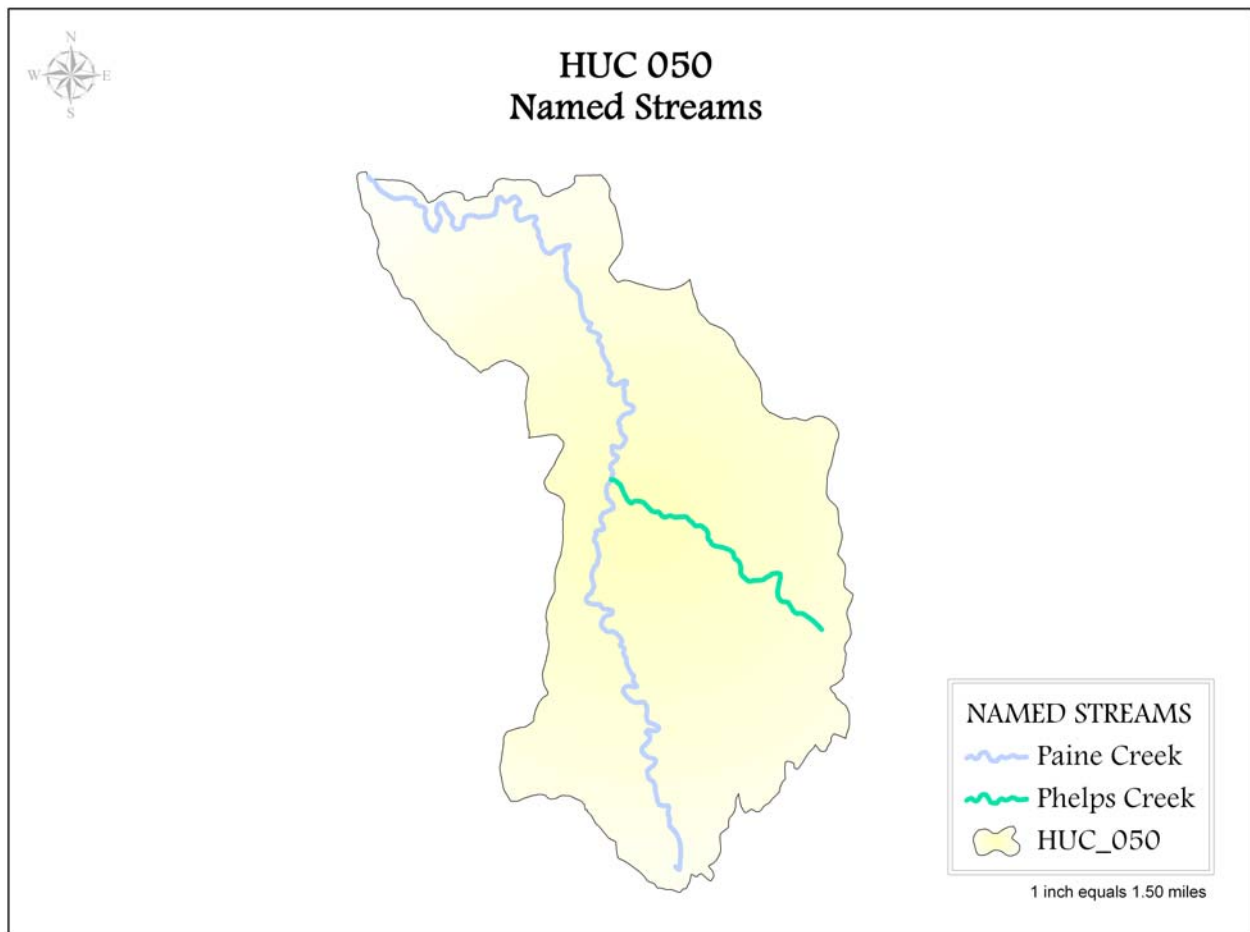 N
W E
S
HUC 050
Named Streams
NAMED STREAMS
Paine Creek
Phelps Creek
HUC_050
1 inch equals 1.50 miles